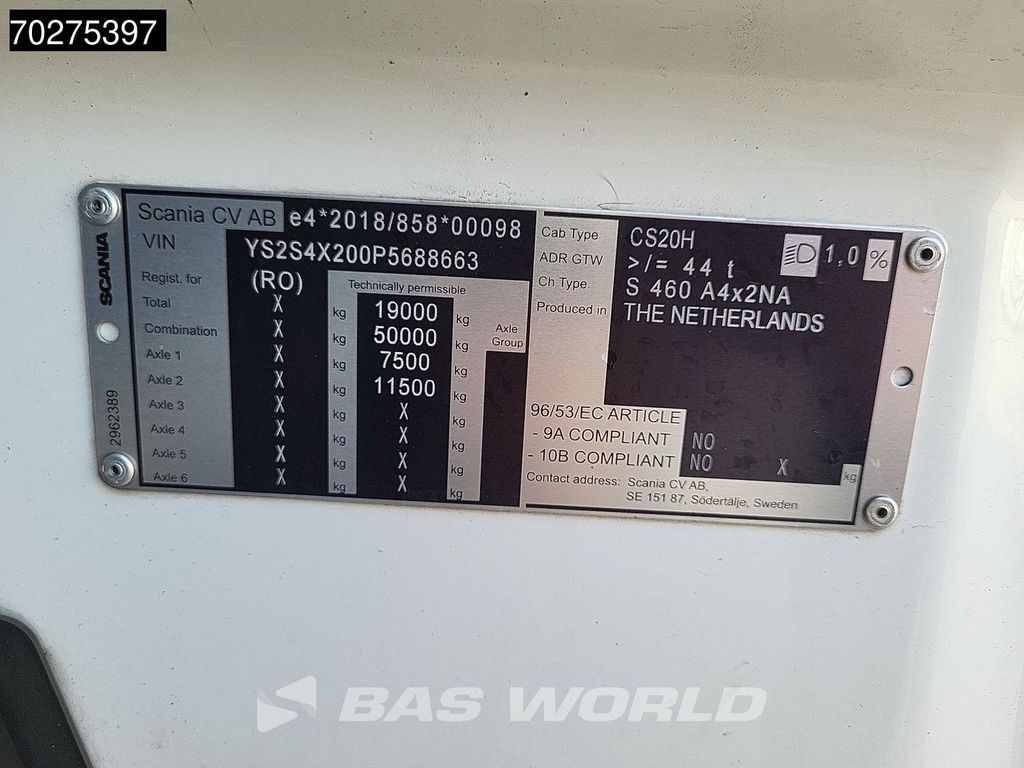 70275397
Scania CV AB e4*2018/858*00098
VIN YS2S4X200P5688663
Regist. for (RO) Technically permissible
Total X kg 19000 kg
Combination X kg 50000 kg Axle Group
Axle 1 X kg 7500 kg
Axle 2 X kg 11500 kg
Axle 3 X kg X kg
Axle 4 X kg X kg
Axle 5 X kg X kg
Axle 6 X kg X kg
SCANIA
2962389
Cab Type CS20H 1,0 %
ADR GTW >/= 44 t
Ch Type. S 460 A4x2NA
Produced in THE NETHERLANDS
96/53/EC ARTICLE
- 9A COMPLIANT NO
- 10B COMPLIANT NO X kg
Contact address: Scania CV AB,
SE 151 87, Södertälje, Sweden
BAS WORLD